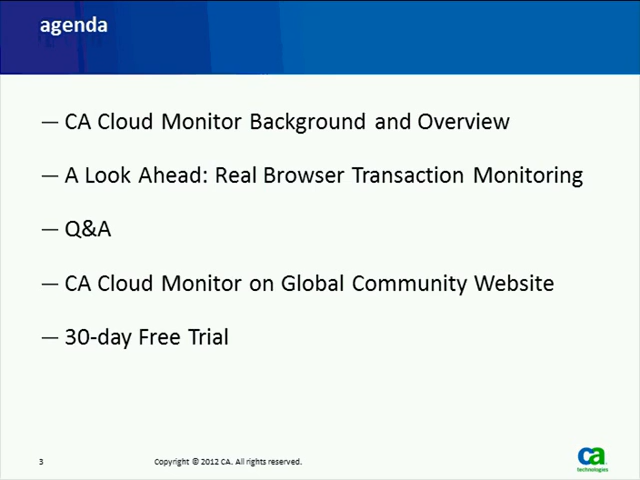 agenda
— CA Cloud Monitor Background and Overview
— A Look Ahead: Real Browser Transaction Monitoring
— Q&A
— CA Cloud Monitor on Global Community Website
— 30-day Free Trial
3
Copyright © 2012 CA. All rights reserved.
ca
technologies